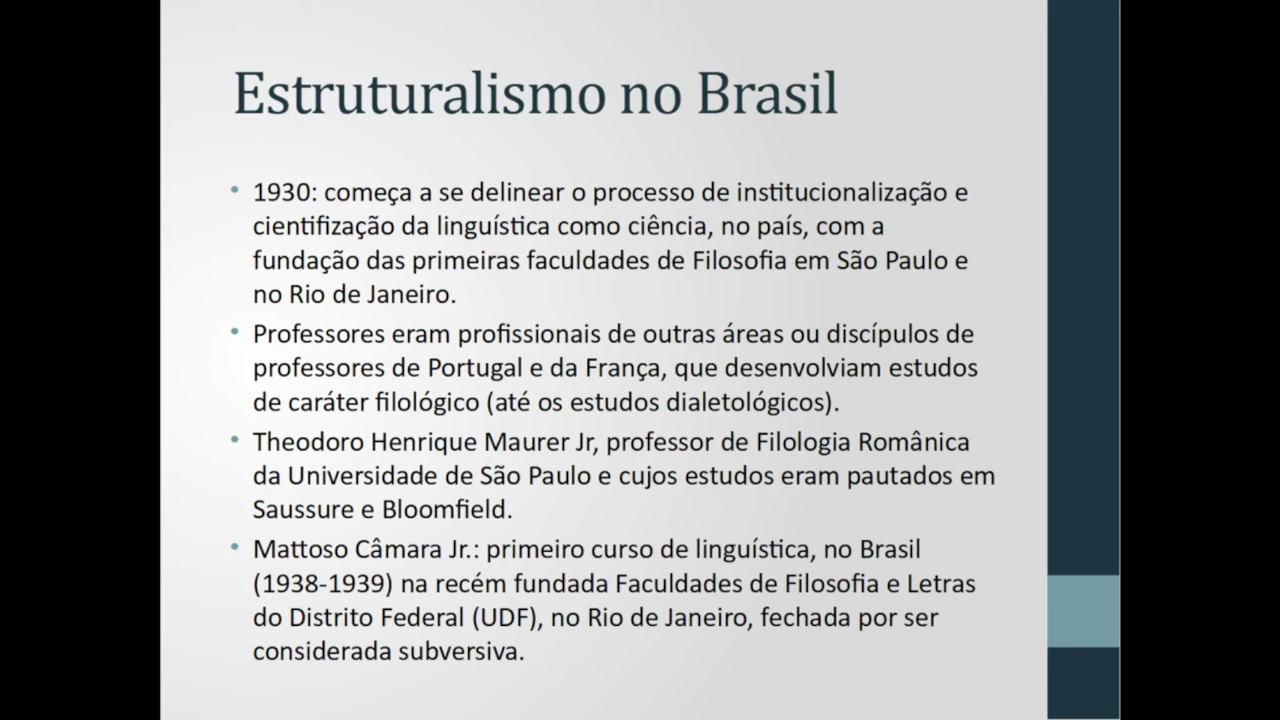 Estruturalismo no Brasil
• 1930: começa a se delinear o processo de institucionalização e
cientifização da linguística como ciência, no país, com a
fundação das primeiras faculdades de Filosofia em São Paulo e
no Rio de Janeiro.
• Professores eram profissionais de outras áreas ou discípulos de
professores de Portugal e da França, que desenvolviam estudos
de caráter filológico (até os estudos dialetológicos).
• Theodoro Henrique Maurer Jr, professor de Filologia Românica
da Universidade de São Paulo e cujos estudos eram pautados em
Saussure e Bloomfield.
• Mattoso Câmara Jr.: primeiro curso de linguística, no Brasil
(1938-1939) na recém fundada Faculdades de Filosofia e Letras
do Distrito Federal (UDF), no Rio de Janeiro, fechada por ser
considerada subversiva.